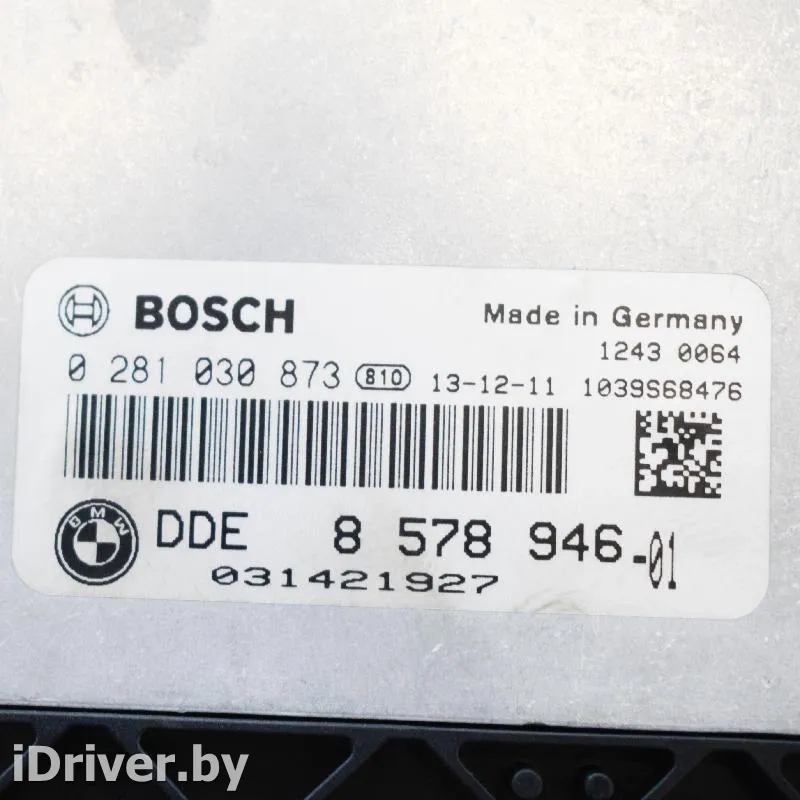 BOSCH
Made in Germany
1243 0064
0 281 030 873 810 13-12-11 1039S68476
BMW
DDE 8 578 946-01
031421927
iDriver.by